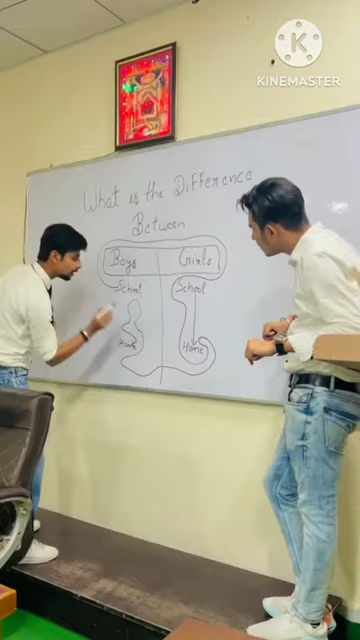 K
KINEMASTER
What is the Difference
Between
Boys Girls
School School
Home Home